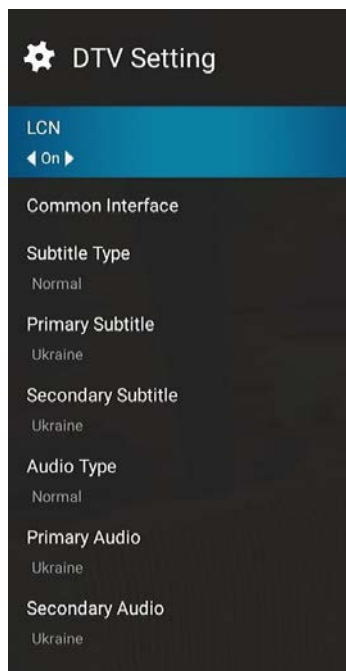 DTV Setting
LCN
On
Common Interface
Subtitle Type
Normal
Primary Subtitle
Ukraine
Secondary Subtitle
Ukraine
Audio Type
Normal
Primary Audio
Ukraine
Secondary Audio
Ukraine